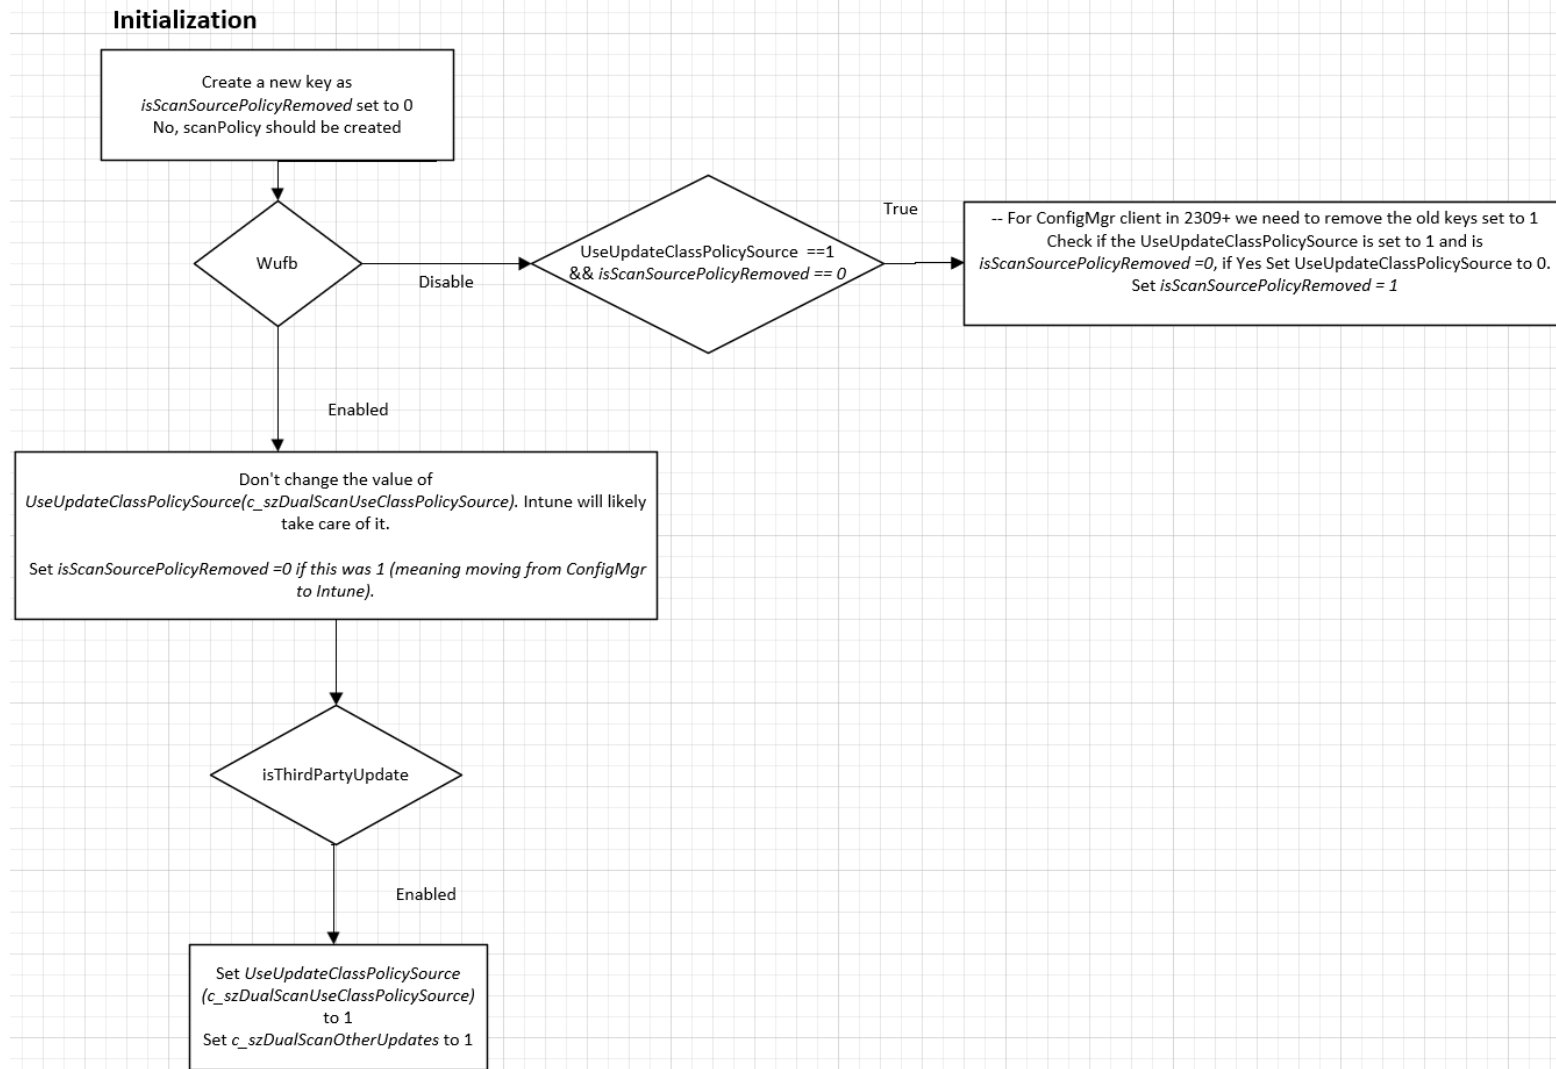 Initialization
Create a new key as
isScanSourcePolicyRemoved set to 0
No, scanPolicy should be created
Wufb
Disable
UseUpdateClassPolicySource ==1
&& isScanSourcePolicyRemoved == 0
True
-- For ConfigMgr client in 2309+ we need to remove the old keys set to 1
Check if the UseUpdateClassPolicySource is set to 1 and is
isScanSourcePolicyRemoved =0, if Yes Set UseUpdateClassPolicySource to 0.
Set isScanSourcePolicyRemoved = 1
Enabled
Don't change the value of
UseUpdateClassPolicySource(c_szDualScanUseClassPolicySource). Intune will likely
take care of it.
Set isScanSourcePolicyRemoved =0 if this was 1 (meaning moving from ConfigMgr
to Intune).
isThirdPartyUpdate
Enabled
Set UseUpdateClassPolicySource
(c_szDualScanUseClassPolicySource)
to 1
Set c_szDualScanOtherUpdates to 1